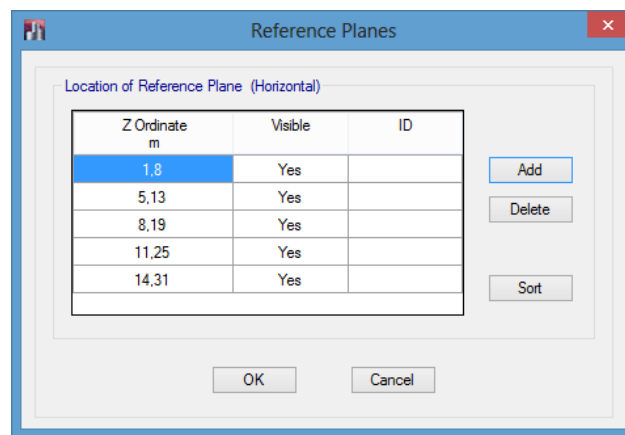 Reference Planes
Location of Reference Plane (Horizontal)
Z Ordinate Visible ID
m
1,8 Yes
5,13 Yes
8,19 Yes
11,25 Yes
14,31 Yes
Add
Delete
Sort
OK Cancel